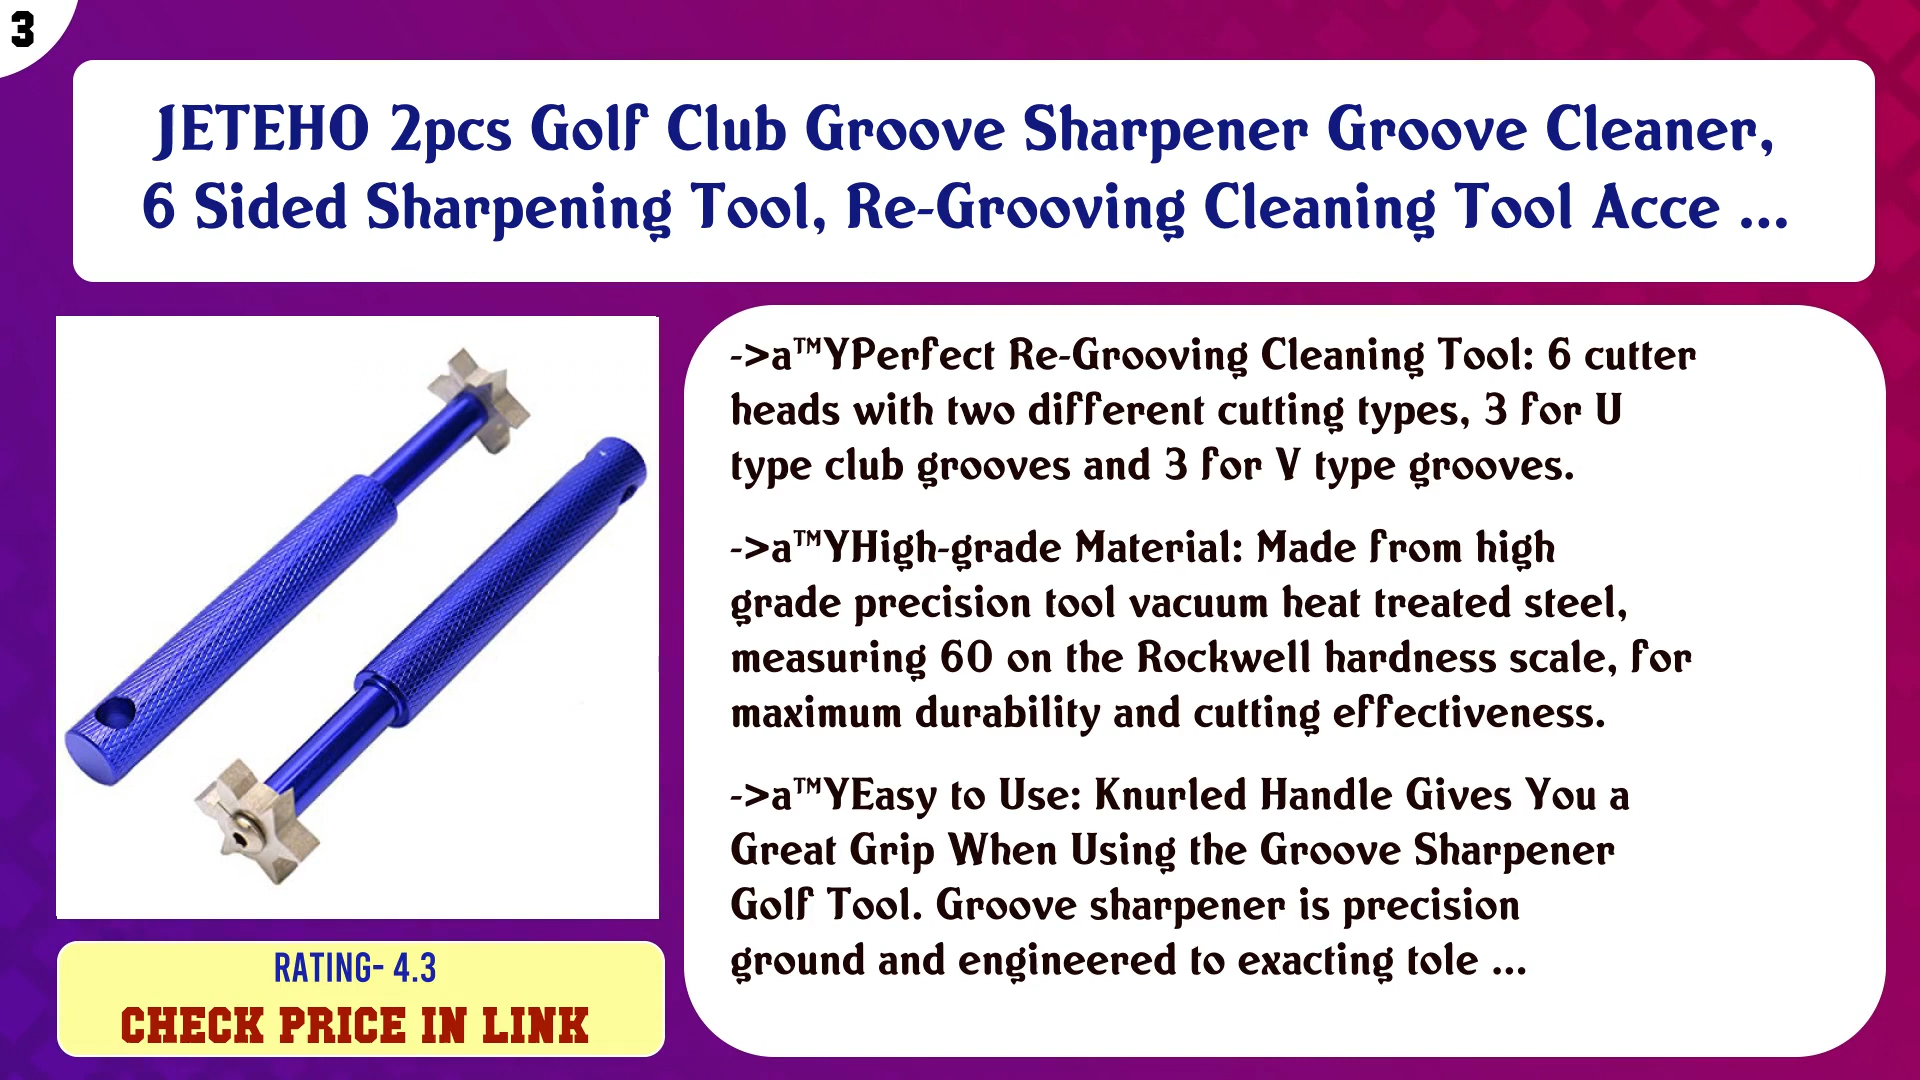 3
JETEHO 2pcs Golf Club Groove Sharpener Groove Cleaner,
6 Sided Sharpening Tool, Re-Grooving Cleaning Tool Acce ...
->a™YPerfect Re-Grooving Cleaning Tool: 6 cutter
heads with two different cutting types, 3 for U
type club grooves and 3 for V type grooves.
->a™YHigh-grade Material: Made from high
grade precision tool vacuum heat treated steel,
measuring 60 on the Rockwell hardness scale, for
maximum durability and cutting effectiveness.
->a™YEasy to Use: Knurled Handle Gives You a
Great Grip When Using the Groove Sharpener
Golf Tool. Groove sharpener is precision
ground and engineered to exacting tole ...
RATING- 4.3
CHECK PRICE IN LINK